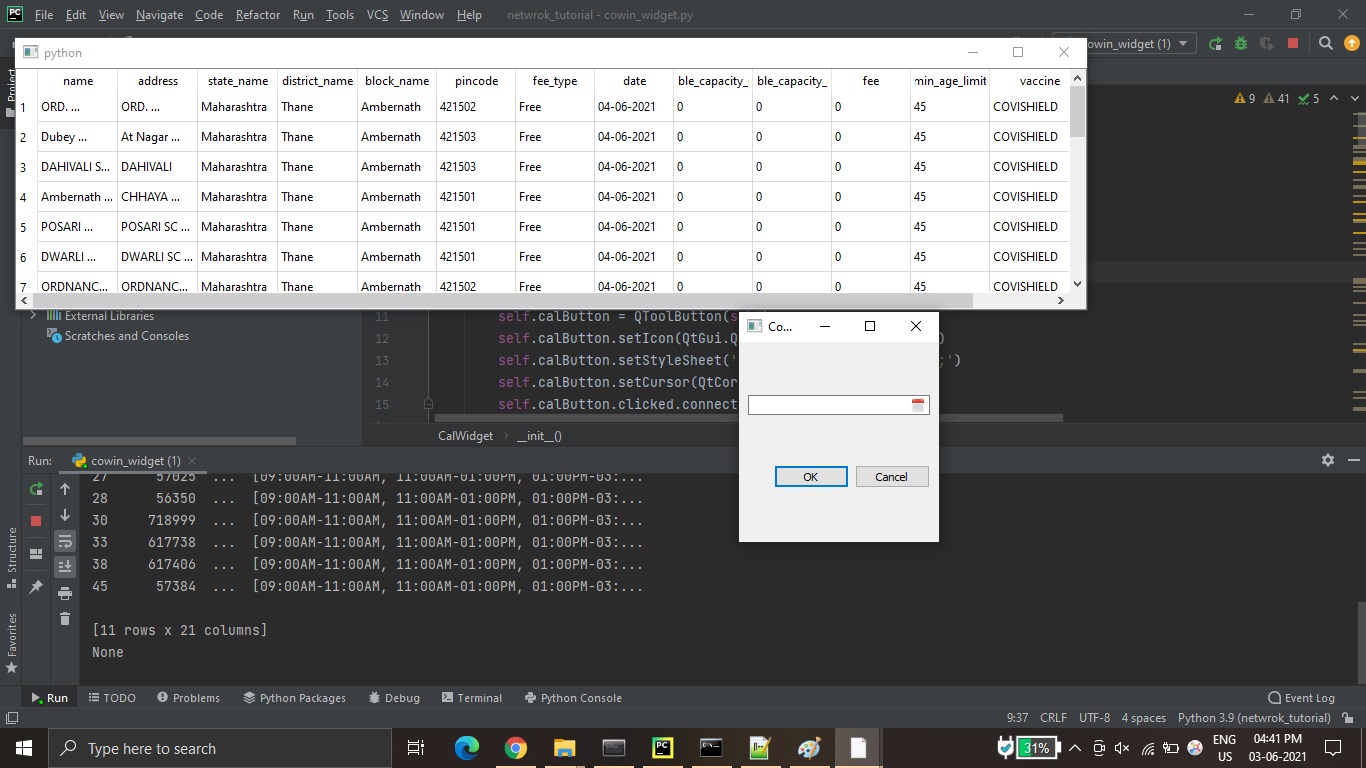 PC File Edit View Navigate Code Refactor Run Tools VCS Window Help netwrok_tutorial - cowin_widget.py
owin_widget (1)
python
Project
name address state_name district_name block_name pincode fee_type date ble_capacity_ ble_capacity_ fee min_age_limit vaccine
1 ORD. ... ORD. ... Maharashtra Thane Ambernath 421502 Free 04-06-2021 0 0 0 45 COVISHIELD
2 Dubey ... At Nagar ... Maharashtra Thane Ambernath 421503 Free 04-06-2021 0 0 0 45 COVISHIELD
3 DAHIVALI S... DAHIVALI Maharashtra Thane Ambernath 421503 Free 04-06-2021 0 0 0 45 COVISHIELD
4 Ambernath ... CHHAYA ... Maharashtra Thane Ambernath 421501 Free 04-06-2021 0 0 0 45 COVISHIELD
5 POSARI ... POSARI SC ... Maharashtra Thane Ambernath 421501 Free 04-06-2021 0 0 0 45 COVISHIELD
6 DWARLI ... DWARLI SC ... Maharashtra Thane Ambernath 421501 Free 04-06-2021 0 0 0 45 COVISHIELD
7 ORDNANC... ORDNANC... Maharashtra Thane Ambernath 421502 Free 04-06-2021 0 0 0 45 COVISHIELD
9 41 5
External Libraries
Scratches and Consoles
11 self.calButton = QToolButton(s
12 self.calButton.setIcon(QtGui.Q )
13 self.calButton.setStyleSheet(' ;')
14 self.calButton.setCursor(QtCor
15 self.calButton.clicked.connect
CalWidget › __init__()
Co...
OK Cancel
Run: cowin_widget (1)
27 57025 ... [09:00AM-11:00AM, 11:00AM-01:00PM, 01:00PM-03:...
28 56350 ... [09:00AM-11:00AM, 11:00AM-01:00PM, 01:00PM-03:...
30 718999 ... [09:00AM-11:00AM, 11:00AM-01:00PM, 01:00PM-03:...
33 617738 ... [09:00AM-11:00AM, 11:00AM-01:00PM, 01:00PM-03:...
38 617406 ... [09:00AM-11:00AM, 11:00AM-01:00PM, 01:00PM-03:...
45 57384 ... [09:00AM-11:00AM, 11:00AM-01:00PM, 01:00PM-03:...
[11 rows x 21 columns]
None
Structure
Favorites
Run TODO Problems Python Packages Debug Terminal Python Console Event Log
9:37 CRLF UTF-8 4 spaces Python 3.9 (netwrok_tutorial)
Type here to search
PC
31%
ENG
US
04:41 PM
03-06-2021